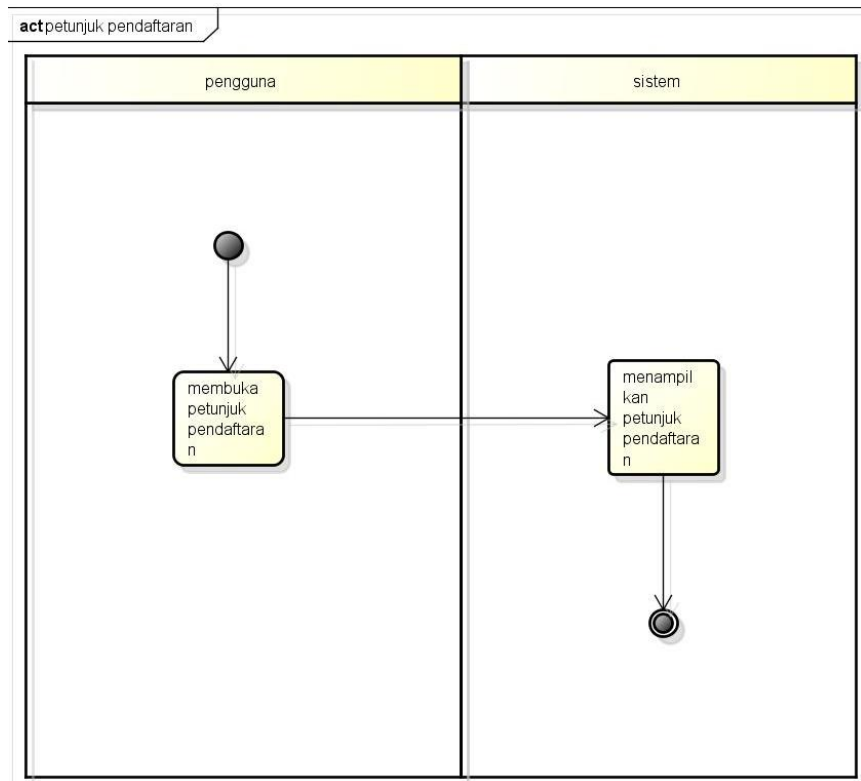 act petunjuk pendaftaran
pengguna
sistem
membuka
petunjuk
pendaftara
n
menampil
kan
petunjuk
pendaftara
n